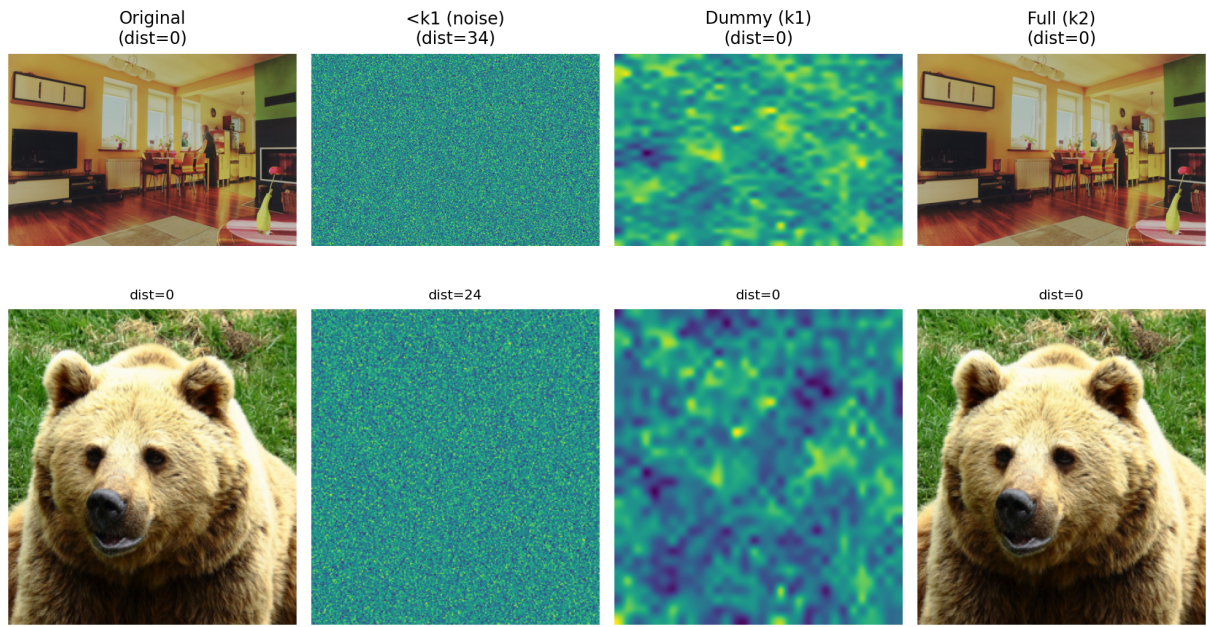 Original
(dist=0)
<k1 (noise)
(dist=34)
Dummy (k1)
(dist=0)
Full (k2)
(dist=0)
dist=0
dist=24
dist=0
dist=0